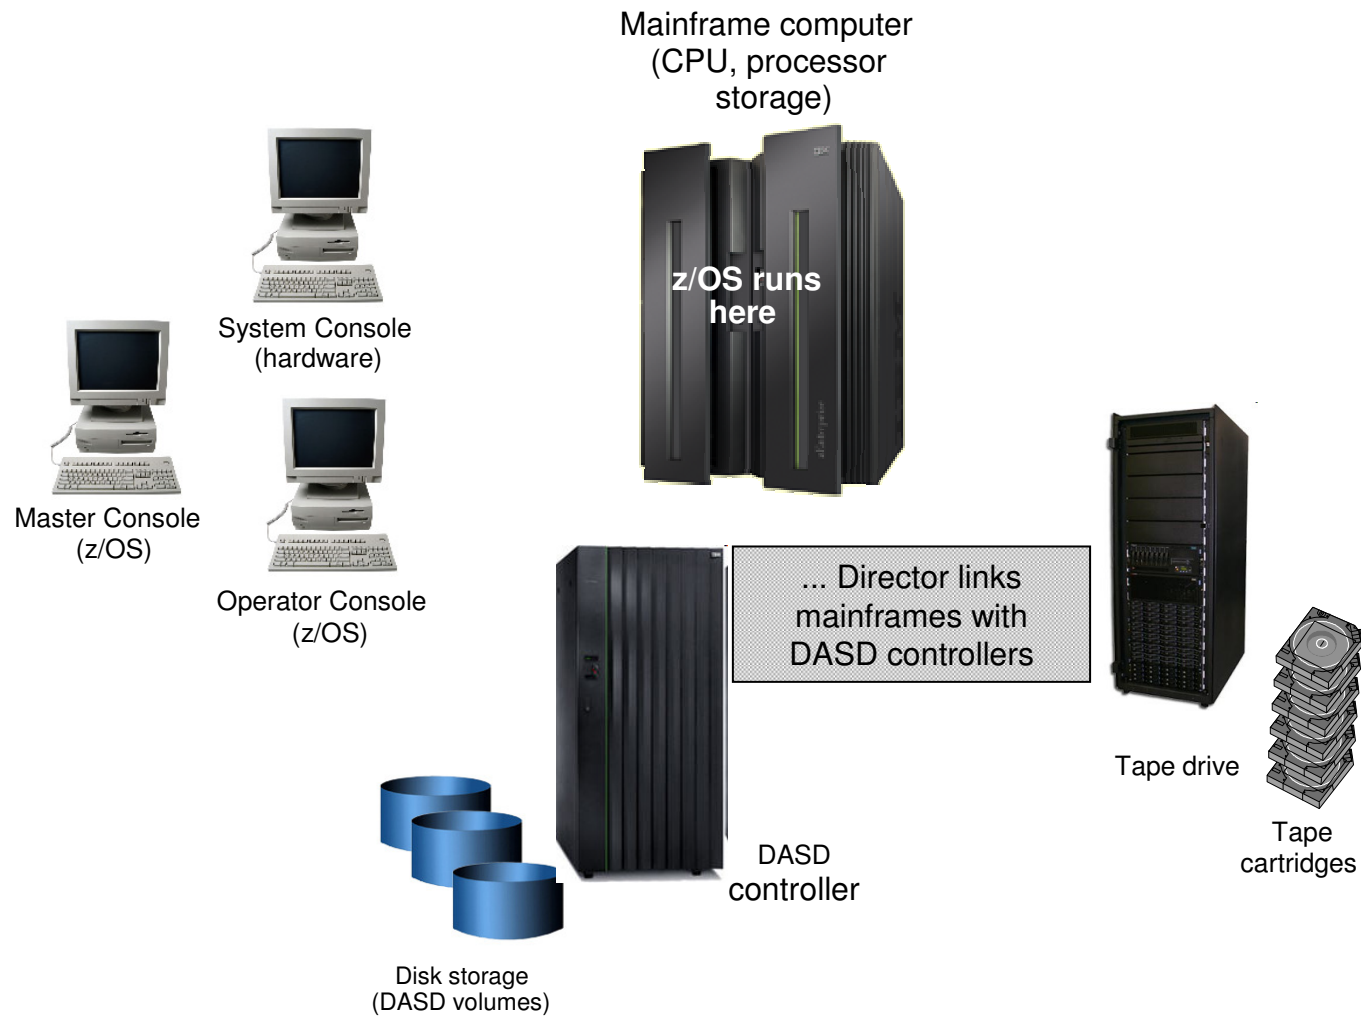 Mainframe computer
(CPU, processor
storage)
IBM
z/OS runs
here
System Console
(hardware)
Master Console
(z/OS)
Operator Console
(z/OS)
... Director links
mainframes with
DASD controllers
Tape drive
Tape
cartridges
DASD
controller
Disk storage
(DASD volumes)